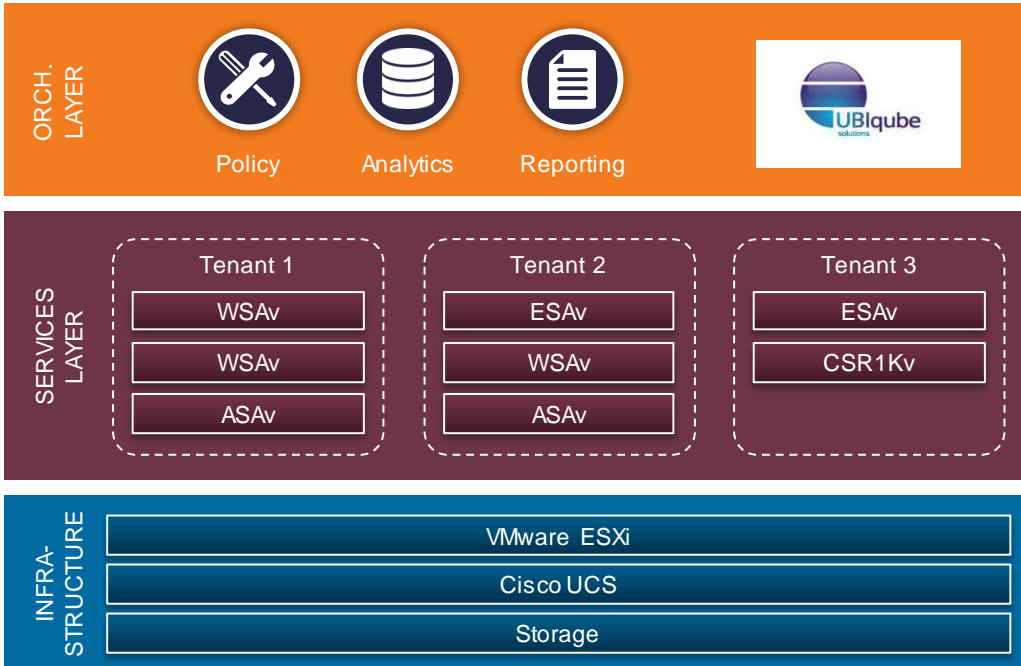 ORCH.
LAYER
Policy
Analytics
Reporting
UBIqube
solutions
SERVICES
LAYER
Tenant 1
WSAv
WSAv
ASAv
Tenant 2
ESAv
WSAv
ASAv
Tenant 3
ESAv
CSR1Kv
INFRA-
STRUCTURE
VMware ESXi
Cisco UCS
Storage